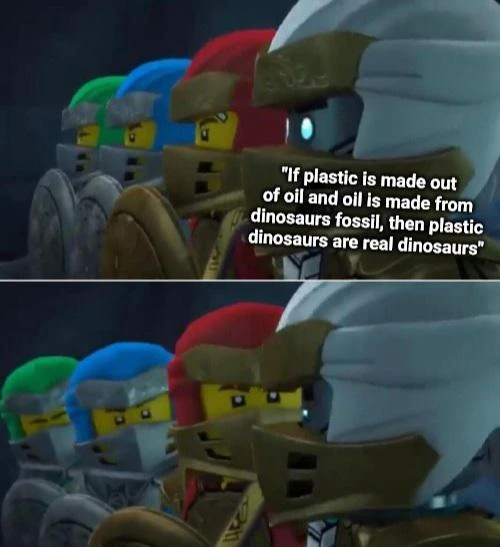 "If plastic is made out
of oil and oil is made from
dinosaurs fossil, then plastic
dinosaurs are real dinosaurs"